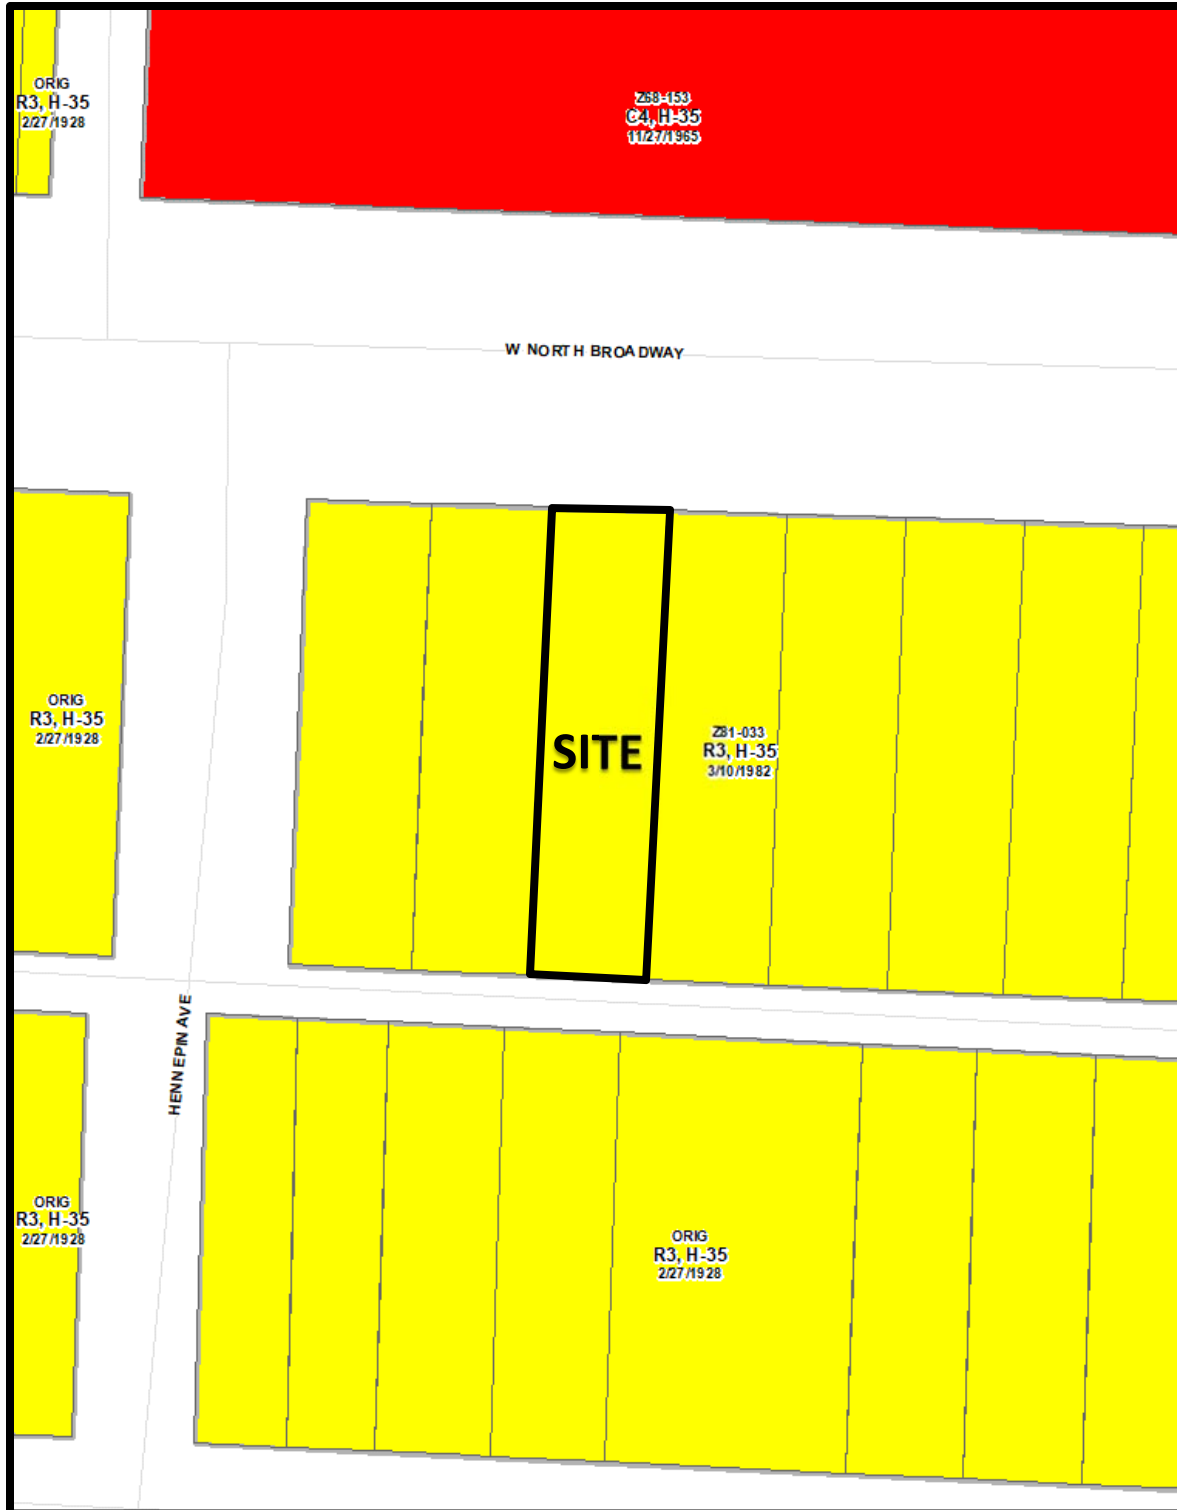 ORIG
R3, H-35
2/27/1928
Z68-153
C4, H-35
11/27/1965
W NORTH BROADWAY
ORIG
R3, H-35
2/27/1928
SITE
Z81-033
R3, H-35
3/10/1982
HENNEPIN AVE
ORIG
R3, H-35
2/27/1928
ORIG
R3, H-35
2/27/1928